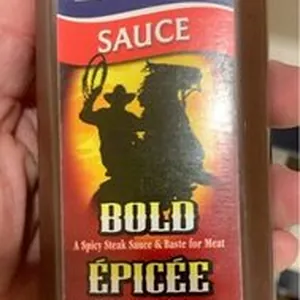 SAUCE
BOLD
A Spicy Steak Sauce & Baste for Meat
ÉPICÉE